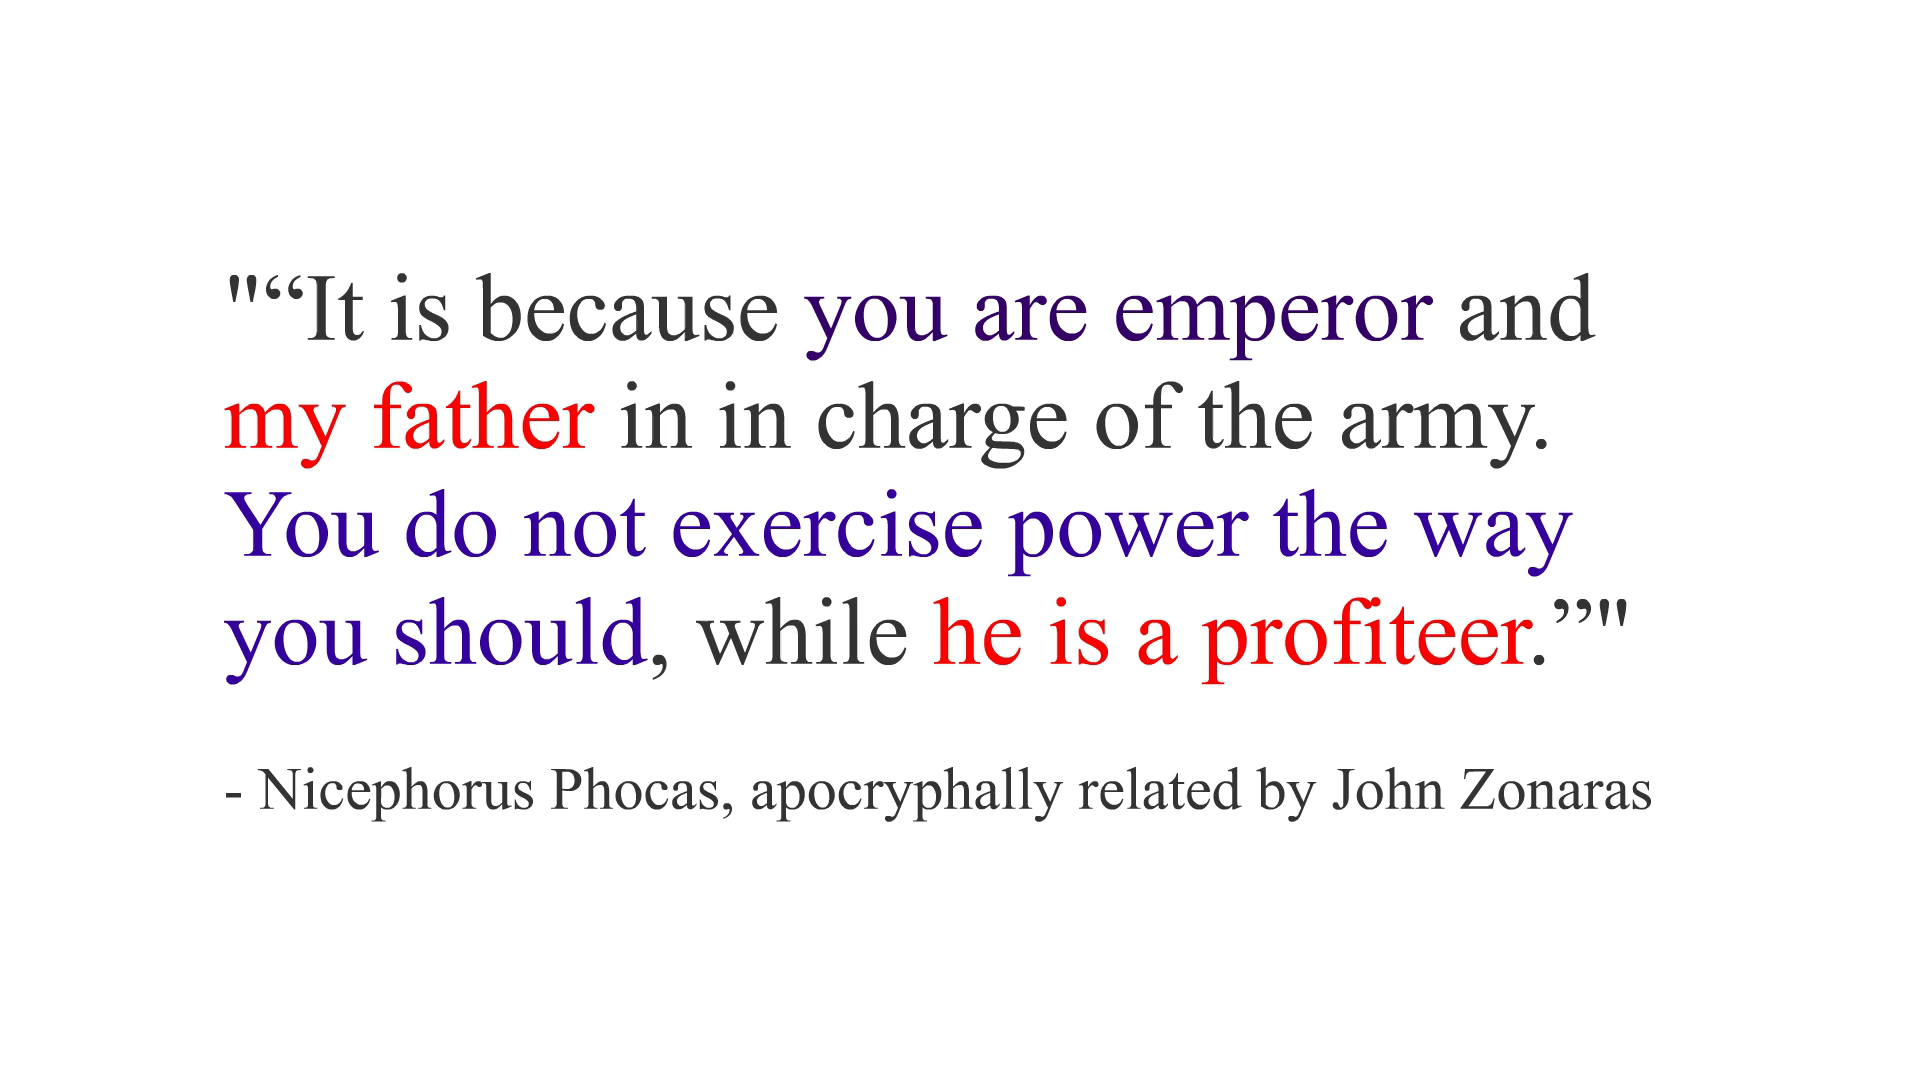 "“It is because you are emperor and
my father in in charge of the army.
You do not exercise power the way
you should, while he is a profiteer.”"
- Nicephorus Phocas, apocryphally related by John Zonaras